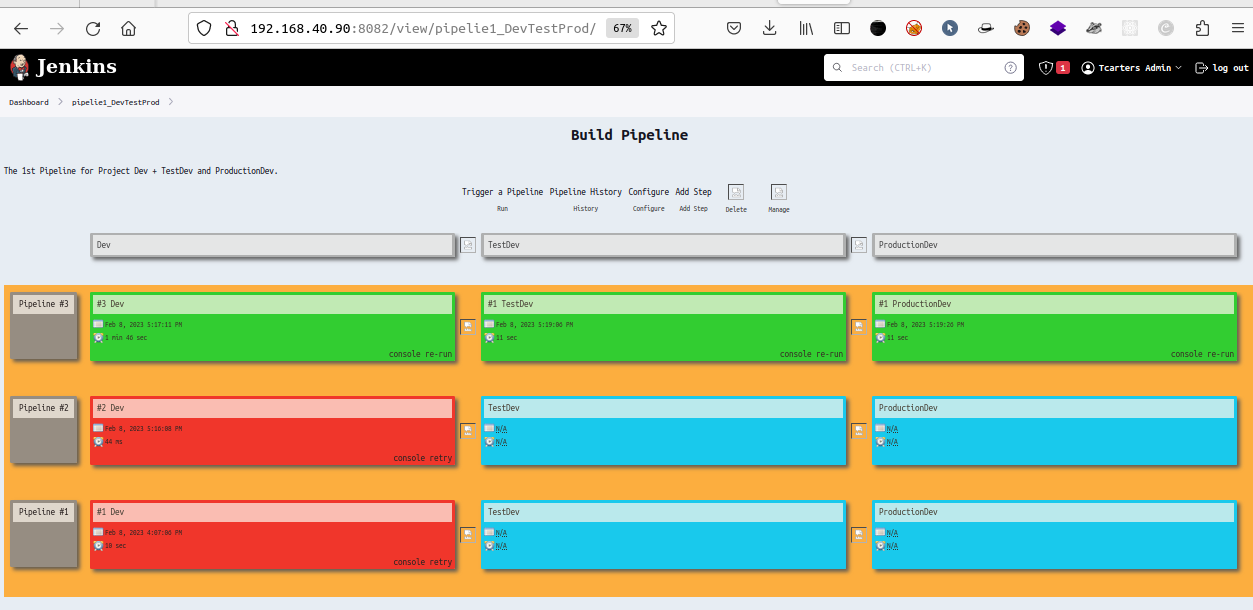 192.168.40.90:8082/view/pipelie1_DevTestProd/ 67%
Jenkins Search (CTRL+K) ? 1 Tcarters Admin log out
Dashboard pipelie1_DevTestProd
Build Pipeline
The 1st Pipeline for Project Dev + TestDev and ProductionDev.
Trigger a Pipeline Pipeline History Configure Add Step
Run History Configure Add Step Delete Manage
Dev TestDev ProductionDev
Pipeline #3 #3 Dev #1 TestDev #1 ProductionDev
Feb 8, 2023 5:17:11 PM Feb 8, 2023 5:19:06 PM Feb 8, 2023 5:19:26 PM
1 min 46 sec 11 sec 11 sec
console re-run console re-run console re-run
Pipeline #2 #2 Dev TestDev ProductionDev
Feb 8, 2023 5:16:08 PM N/A N/A
44 ms N/A N/A
console retry
Pipeline #1 #1 Dev TestDev ProductionDev
Feb 8, 2023 4:07:06 PM N/A N/A
10 sec N/A N/A
console retry